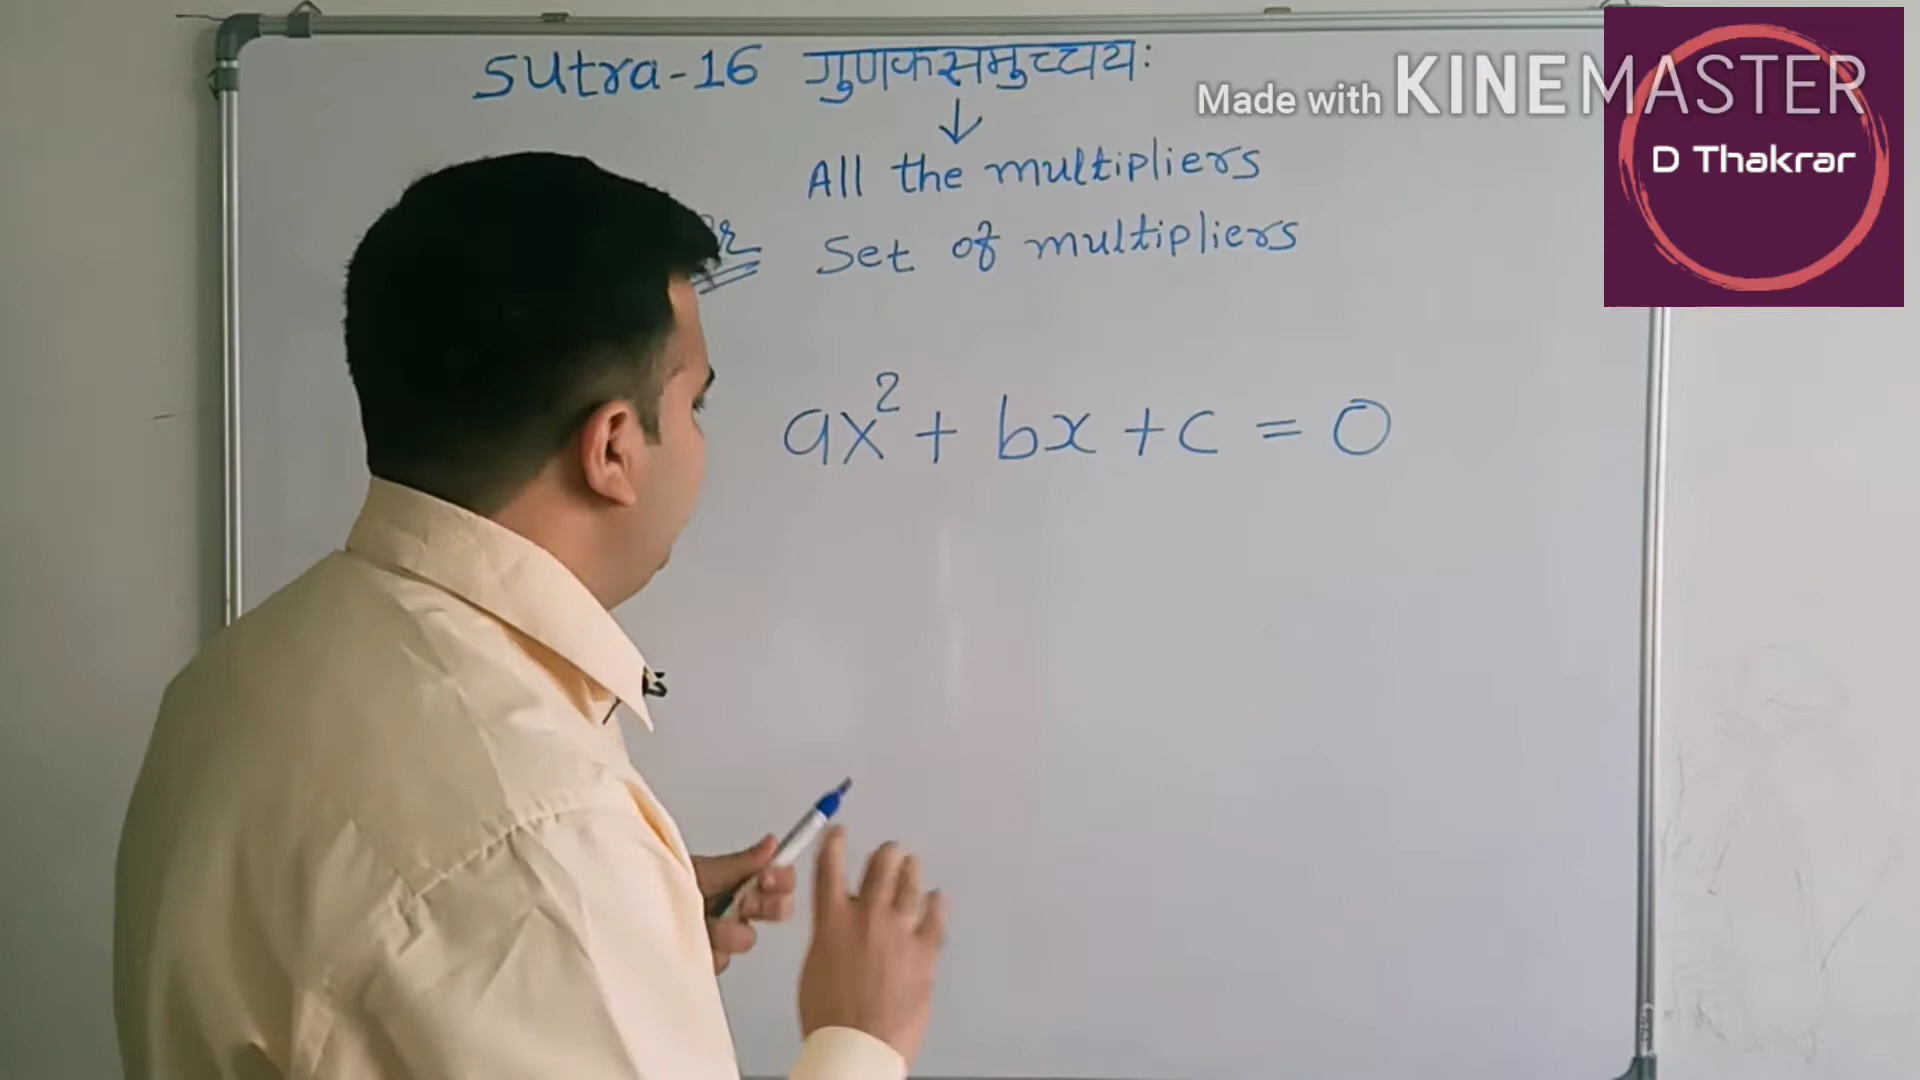 Sutra-16 गुणकसमुच्चयः
↓
All the multipliers
Set of multipliers
ax² + bx + c = 0
Made with KINEMASTER
D Thakrar